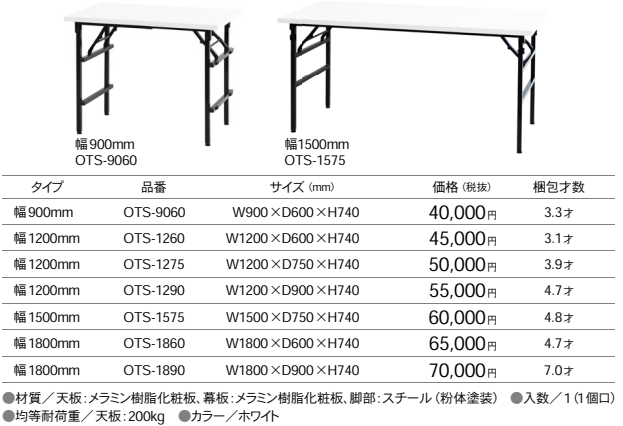 幅900mm
OTS-9060
幅1500mm
OTS-1575
タイプ 品番 サイズ (mm) 価格 (税抜) 梱包才数
幅900mm OTS-9060 W900×D600×H740 40,000円 3.3才
幅1200mm OTS-1260 W1200×D600×H740 45,000円 3.1才
幅1200mm OTS-1275 W1200×D750×H740 50,000円 3.9才
幅1200mm OTS-1290 W1200×D900×H740 55,000円 4.7才
幅1500mm OTS-1575 W1500×D750×H740 60,000円 4.8才
幅1800mm OTS-1860 W1800×D600×H740 65,000円 4.7才
幅1800mm OTS-1890 W1800×D900×H740 70,000円 7.0才
●材質／天板：メラミン樹脂化粧板、幕板：メラミン樹脂化粧板、脚部：スチール（粉体塗装） ●入数／1（1個口）
●均等耐荷重／天板：200kg ●カラー／ホワイト